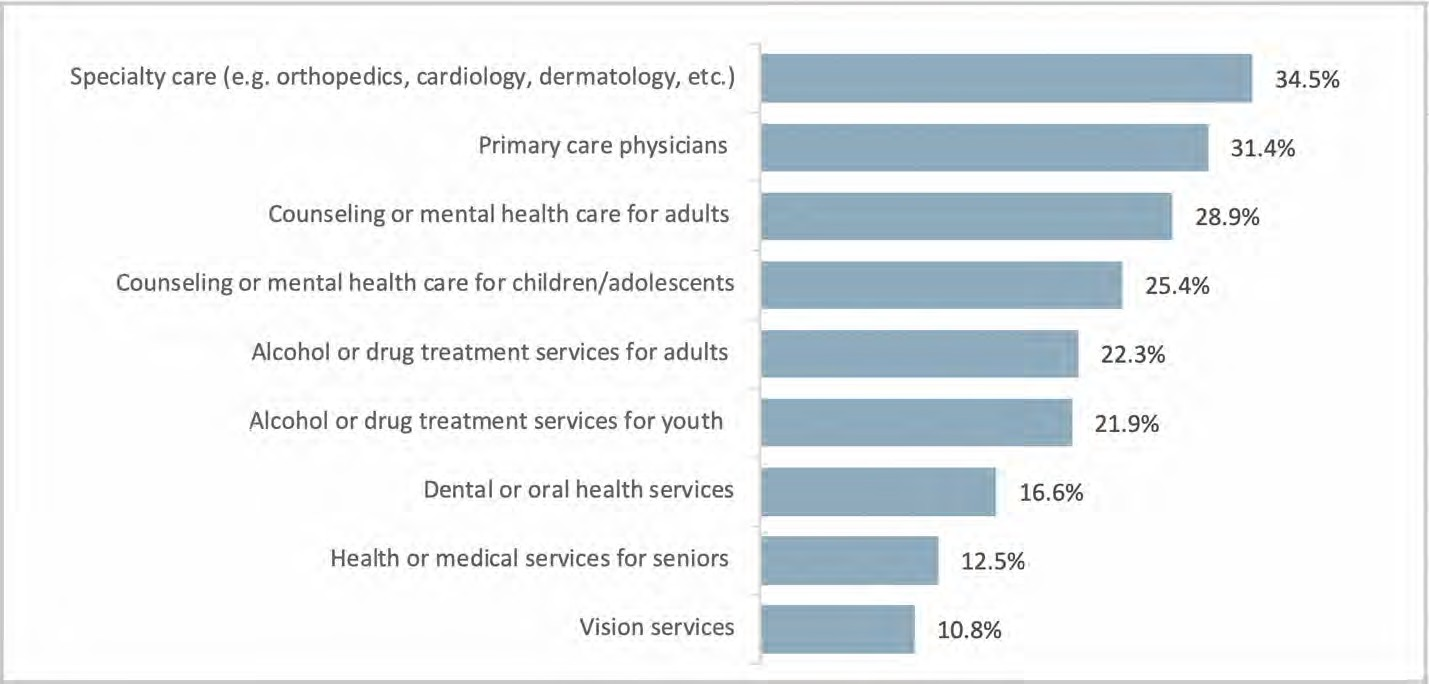 Specialty care (e.g. orthopedics, cardiology, dermatology, etc.) 34.5%
Primary care physicians 31.4%
Counseling or mental health care for adults 28.9%
Counseling or mental health care for children/adolescents 25.4%
Alcohol or drug treatment services for adults 22.3%
Alcohol or drug treatment services for youth 21.9%
Dental or oral health services 16.6%
Health or medical services for seniors 12.5%
Vision services 10.8%